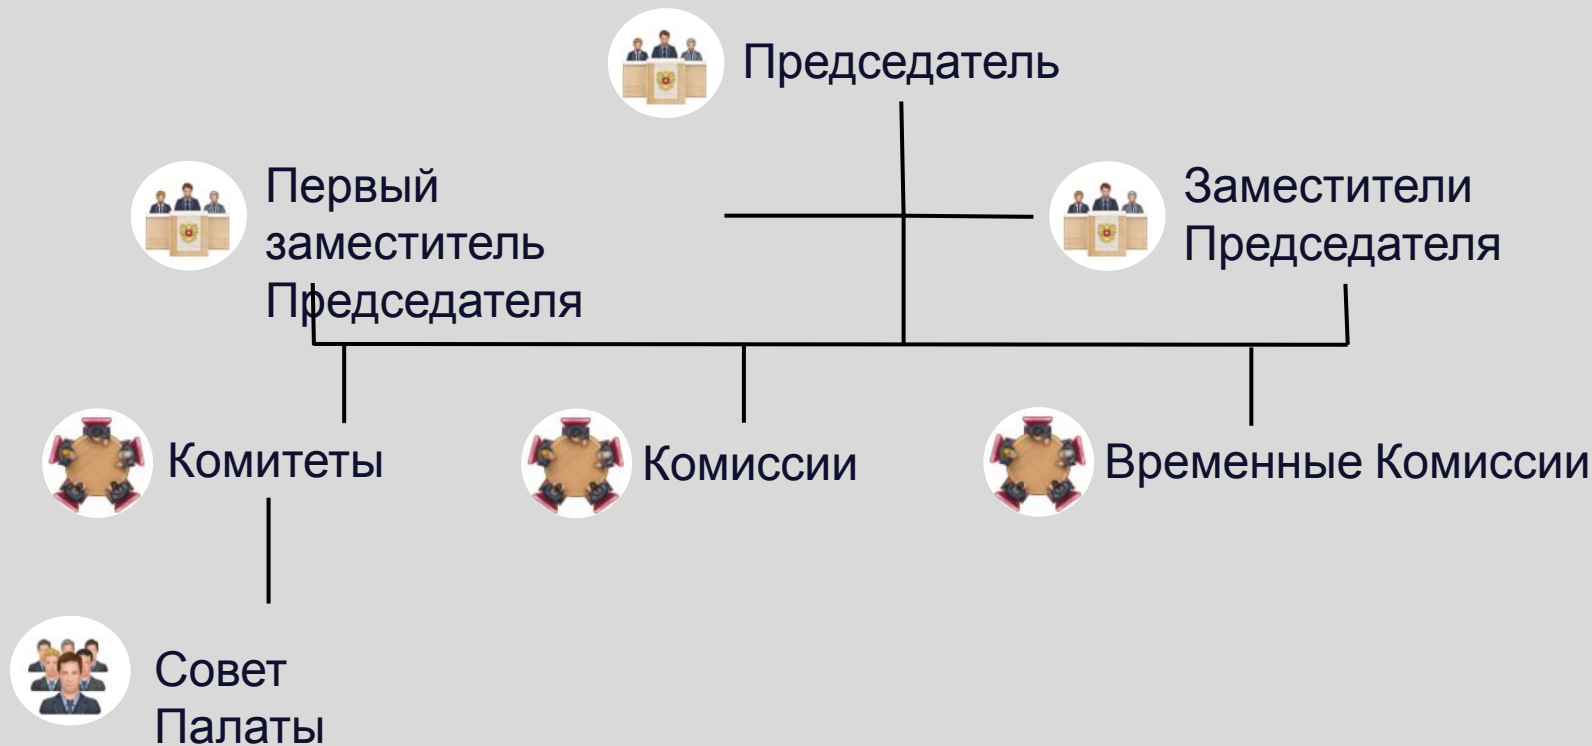 Председатель
Первый
заместитель
Председателя
Заместители
Председателя
Комитеты
Комиссии
Временные Комиссии
Совет
Палаты